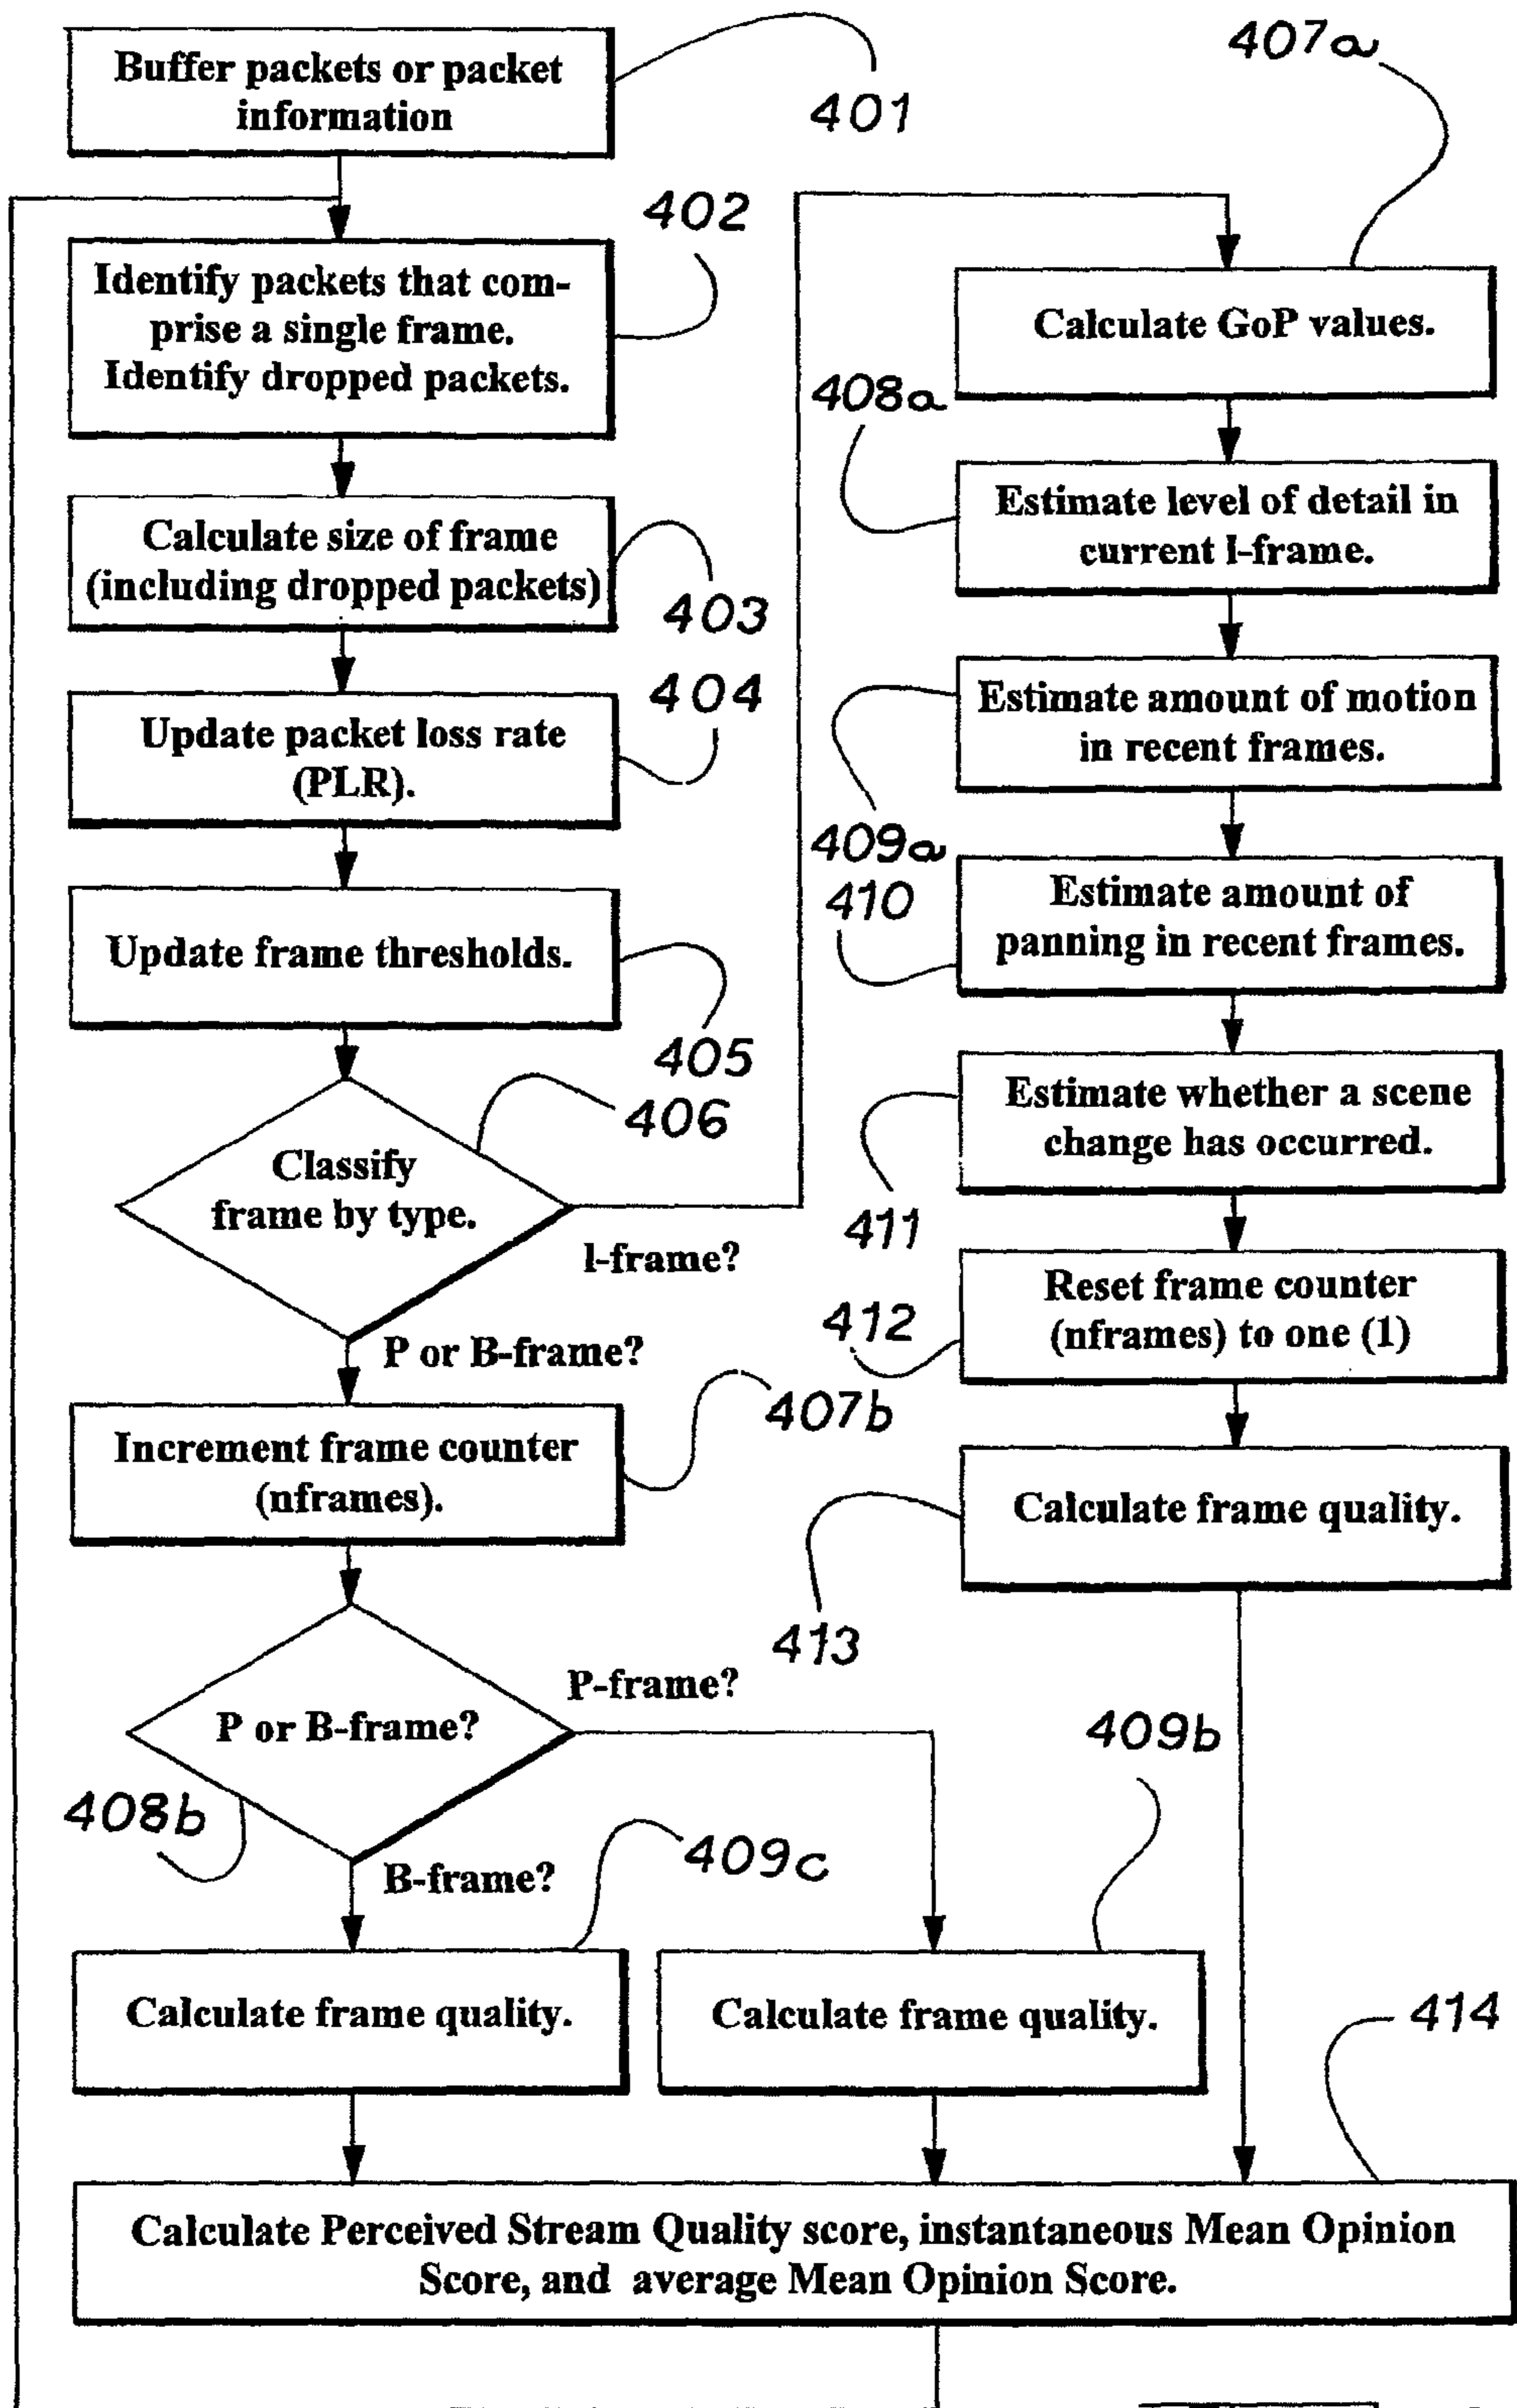 Buffer packets or packet
information
401
407a
402
Identify packets that com-
prise a single frame.
Identify dropped packets.
Calculate GoP values.
408a
Calculate size of frame
(including dropped packets)
403
Estimate level of detail in
current I-frame.
404
Update packet loss rate
(PLR).
Estimate amount of motion
in recent frames.
409a
410
Estimate amount of
panning in recent frames.
Update frame thresholds.
405
406
Estimate whether a scene
change has occurred.
411
Classify
frame by type.
I-frame?
P or B-frame?
412
Reset frame counter
(nframes) to one (1)
407b
Increment frame counter
(nframes).
Calculate frame quality.
413
P or B-frame?
P-frame?
409b
408b
B-frame?
409c
Calculate frame quality.
Calculate frame quality.
414
Calculate Perceived Stream Quality score, instantaneous Mean Opinion
Score, and average Mean Opinion Score.